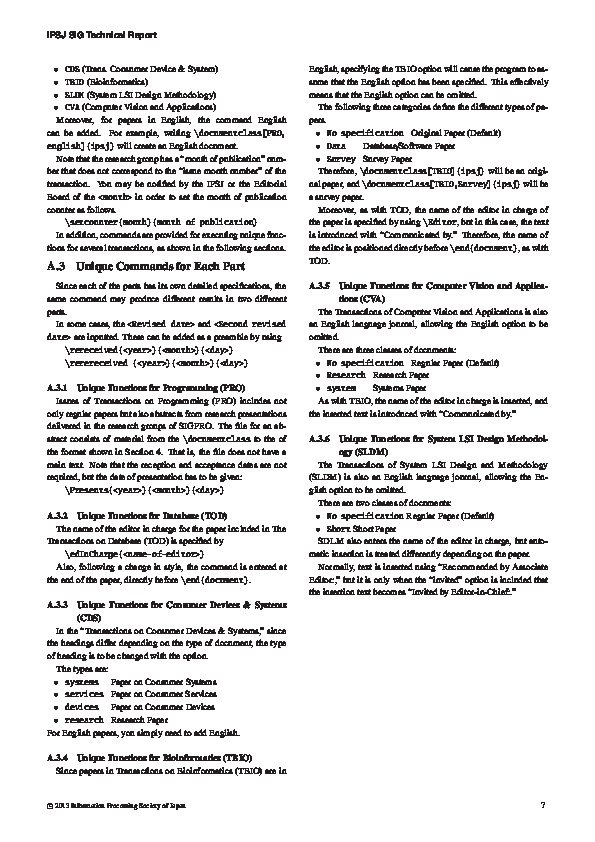 IPSJ SIG Technical Report
• CDS (Trans. Consumer Device & System)
• TBIO (Bioinformatics)
• SLDM (System LSI Design Methodology)
• CVA (Computer Vision and Applications)
Moreover, for papers in English, the command English
can be added. For example, writing \documentclass[PRO,
english]{ipsj} will create an English document.
Note that the research group has a "month of publication" num-
ber that does not correspond to the "issue month number" of the
transaction. You may be notified by the IPSJ or the Editorial
Board of the <month> in order to set the month of publication
counter as follows.
\setcounter{month}{month of publication}
In addition, commands are provided for executing unique func-
tions for several transactions, as shown in the following sections.
A.3 Unique Commands for Each Part
Since each of the parts has its own detailed specifications, the
same command may produce different results in two different
parts.
In some cases, the <Revised date> and <Second revised
date> are inputted. These can be added as a preamble by using
\rereceived{<year>}{<month>}{<day>}
\rerereceived {<year>}{<month>}{<day>}
A.3.1 Unique Functions for Programming (PRO)
Issues of Transactions on Programming (PRO) includes not
only regular papers but also abstracts from research presentations
delivered in the research groups of SIGPRO. The file for an ab-
stract consists of material from the \documentclass to the of
the format shown in Section 4. That is, the file does not have a
main text. Note that the reception and acceptance dates are not
required, but the date of presentation has to be given:
\Presents{<year>}{<month>}{<day>}
A.3.2 Unique Functions for Database (TOD)
The name of the editor in charge for the paper included in The
Transactions on Database (TOD) is specified by
\edInCharge{<name-of-editor>}
Also, following a change in style, the command is entered at
the end of the paper, directly before \end{document}.
A.3.3 Unique Functions for Consumer Devices & Systems
(CDS)
In the "Transactions on Consumer Devices & Systems," since
the headings differ depending on the type of document, the type
of heading is to be changed with the option.
The types are:
• systems Paper on Consumer Systems
• services Paper on Consumer Services
• devices Paper on Consumer Devices
• research Research Paper
For English papers, you simply need to add English.
A.3.4 Unique Functions for Bioinformatics (TBIO)
Since papers in Transactions on Bioinformatics (TBIO) are in
English, specifying the TBIO option will cause the program to as-
sume that the English option has been specified. This effectively
means that the English option can be omitted.
The following three categories define the different types of pa-
pers.
• No specification Original Paper (Default)
• Data Database/Software Paper
• Survey Survey Paper
Therefore, \documentclass[TBIO]{ipsj} will be an origi-
nal paper, and \documentclass[TBIO,Survey]{ipsj} will be
a survey paper.
Moreover, as with TOD, the name of the editor in charge of
the paper is specified by using \Editor, but in this case, the text
is introduced with "Communicated by." Therefore, the name of
the editor is positioned directly before \end{document}, as with
TOD.
A.3.5 Unique Functions for Computer Vision and Applica-
tions (CVA)
The Transactions of Computer Vision and Applications is also
an English language journal, allowing the English option to be
omitted.
There are three classes of documents:
• No specification Regular Paper (Default)
• Research Research Paper
• system Systems Paper
As with TBIO, the name of the editor in charge is inserted, and
the inserted text is introduced with "Communicated by."
A.3.6 Unique Functions for System LSI Design Methodol-
ogy (SLDM)
The Transactions of System LSI Design and Methodology
(SLDM) is also an English language journal, allowing the En-
glish option to be omitted.
There are two classes of documents:
• No specification Regular Paper (Default)
• Short Short Paper
SDLM also enters the name of the editor in charge, but auto-
matic insertion is treated differently depending on the paper.
Normally, text is inserted using "Recommended by Associate
Editor:," but it is only when the "invited" option is included that
the insertion text becomes "Invited by Editor-in-Chief:."
© 2013 Information Processing Society of Japan
7